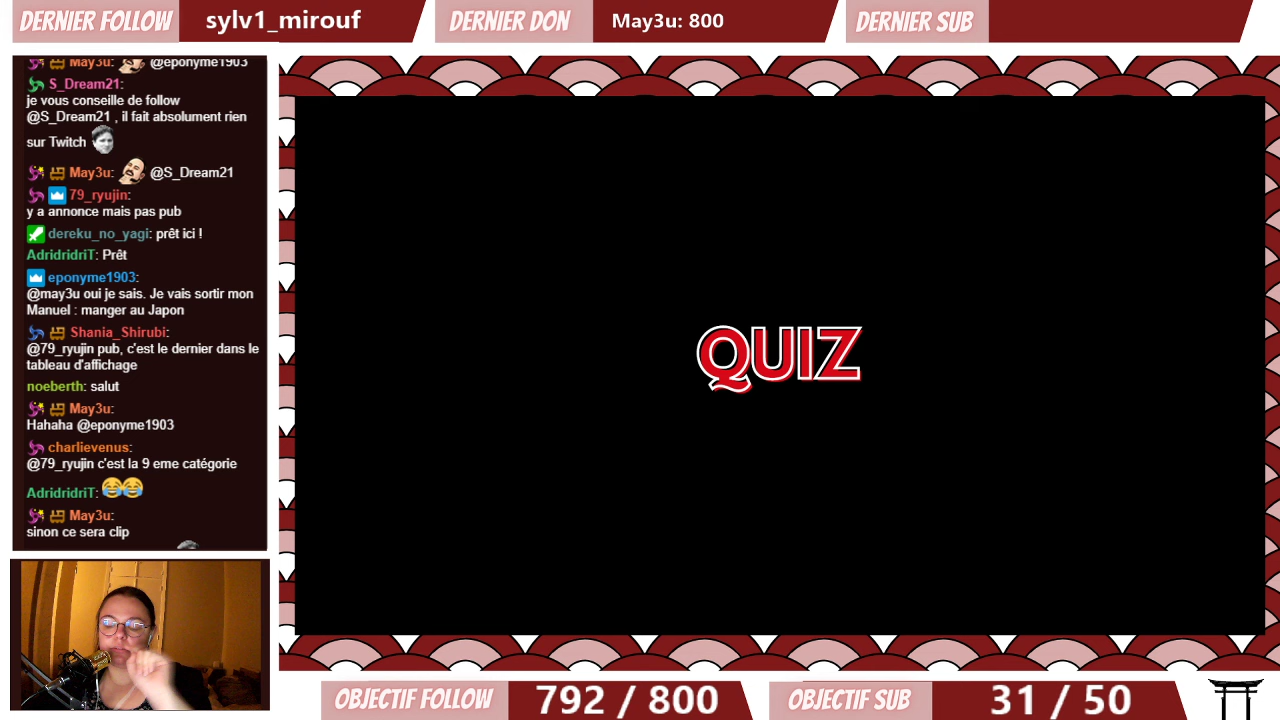 DERNIER FOLLOW
sylv1_mirouf
DERNIER DON
May3u: 800
DERNIER SUB
May3u: @eponyme1903
S_Dream21:
je vous conseille de follow
@S_Dream21 , il fait absolument rien
sur Twitch
May3u: @S_Dream21
79_ryujin:
y a annonce mais pas pub
dereku_no_yagi: prêt ici !
AdridridriT: Prêt
eponyme1903:
@may3u oui je sais. Je vais sortir mon
Manuel : manger au Japon
Shania_Shirubi:
@79_ryujin pub, c'est le dernier dans le
tableau d'affichage
noeberth: salut
May3u:
Hahaha @eponyme1903
charlievenus:
@79_ryujin c'est la 9 eme catégorie
AdridridriT: 😂😂
May3u:
sinon ce sera clip
QUIZ
OBJECTIF FOLLOW
792 / 800
OBJECTIF SUB
31 / 50